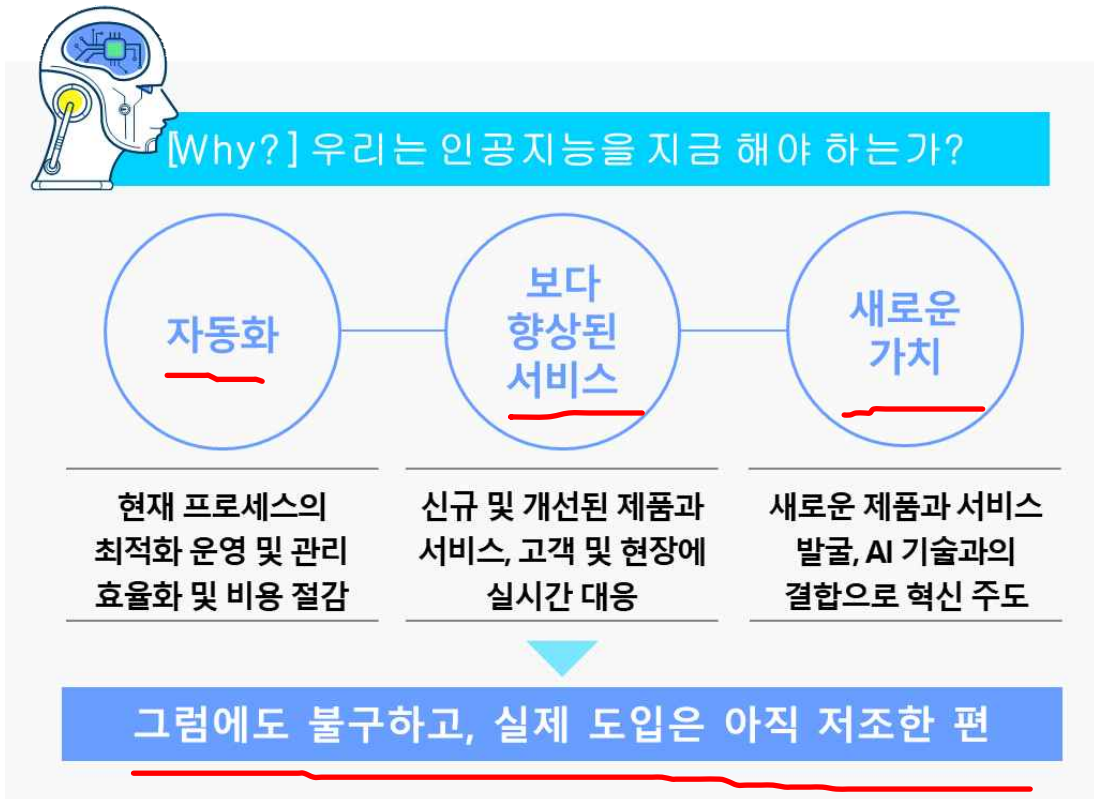 [Why?] 우리는 인공지능을 지금 해야 하는가?
자동화
보다
향상된
서비스
새로운
가치
현재 프로세스의
최적화 운영 및 관리
효율화 및 비용 절감
신규 및 개선된 제품과
서비스, 고객 및 현장에
실시간 대응
새로운 제품과 서비스
발굴, AI 기술과의
결합으로 혁신 주도
그럼에도 불구하고, 실제 도입은 아직 저조한 편